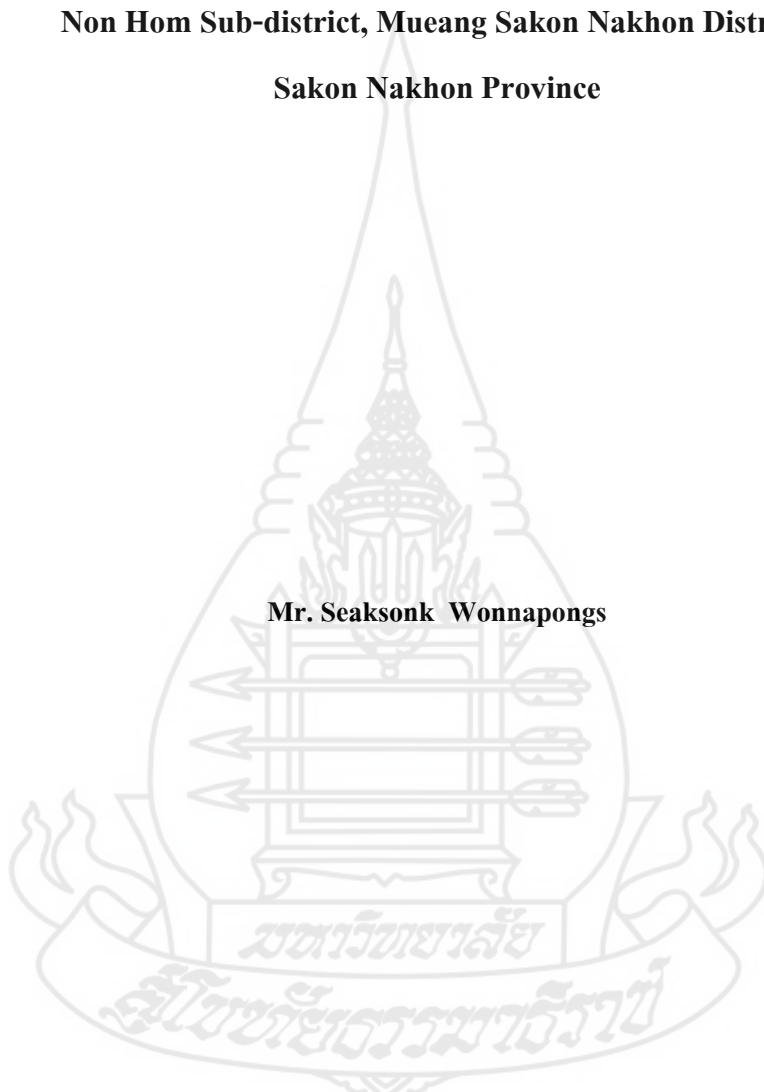 Non Hom Sub-district, Mueang Sakon Nakhon Distr
Sakon Nakhon Province
Mr. Seaksonk Wonnapongs
มหาวิทยาลัย
สุโขทัยธรรมาธิราช